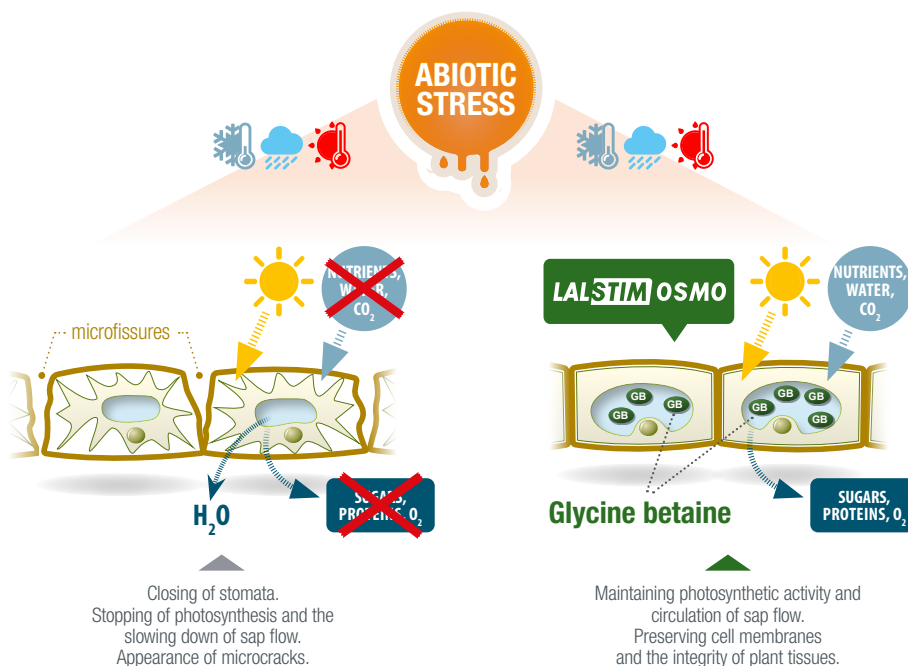 ABIOTIC
STRESS
microfissures
NUTRIENTS,
WATER,
CO₂
H₂O
SUGARS,
PROTEINS, O₂
Closing of stomata.
Stopping of photosynthesis and the
slowing down of sap flow.
Appearance of microcracks.
LALSTIM OSMO
NUTRIENTS,
WATER,
CO₂
GB
GB
GB
GB
GB
GB
GB
GB
GB
Glycine betaine
SUGARS,
PROTEINS, O₂
Maintaining photosynthetic activity and
circulation of sap flow.
Preserving cell membranes
and the integrity of plant tissues.